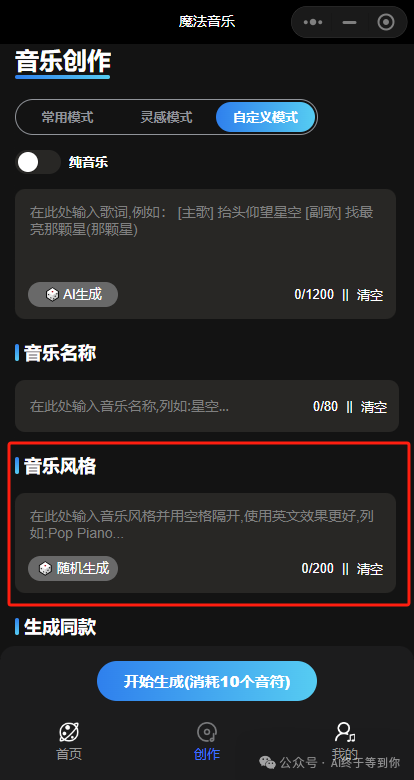 魔法音乐
音乐创作
常用模式 灵感模式 自定义模式
纯音乐
在此处输入歌词,例如: [主歌] 抬头仰望星空 [副歌] 找最
亮那颗星(那颗星)
AI生成 0/1200 || 清空
音乐名称
在此处输入音乐名称,列如:星空... 0/80 || 清空
音乐风格
在此处输入音乐风格并用空格隔开,使用英文效果更好,列
如:Pop Piano...
随机生成 0/200 || 清空
生成同款
开始生成(消耗10个音符)
首页 创作 我的
公众号 · AI终于等到你